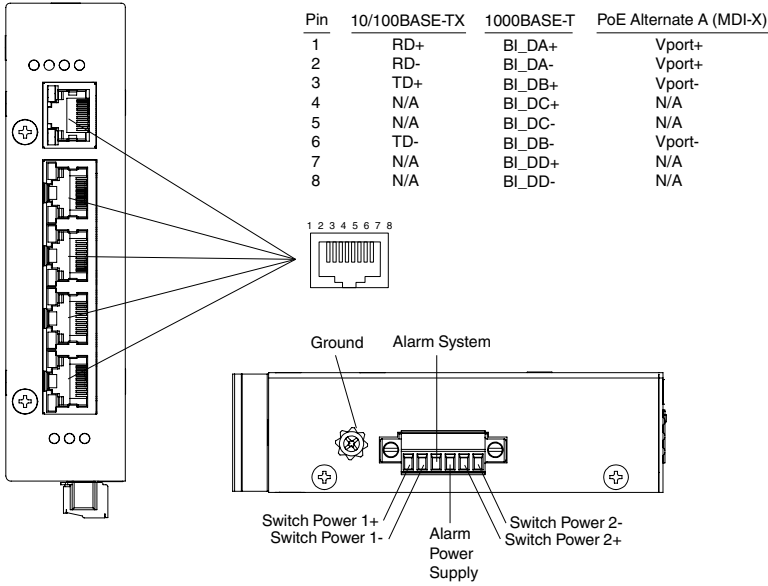 Pin 10/100BASE-TX 1000BASE-T PoE Alternate A (MDI-X)
1 RD+ BI_DA+ Vport+
2 RD- BI_DA- Vport+
3 TD+ BI_DB+ Vport-
4 N/A BI_DC+ N/A
5 N/A BI_DC- N/A
6 TD- BI_DB- Vport-
7 N/A BI_DD+ N/A
8 N/A BI_DD- N/A
1 2 3 4 5 6 7 8
Ground
Alarm System
Switch Power 1+
Switch Power 1-
Alarm
Power
Supply
Switch Power 2-
Switch Power 2+